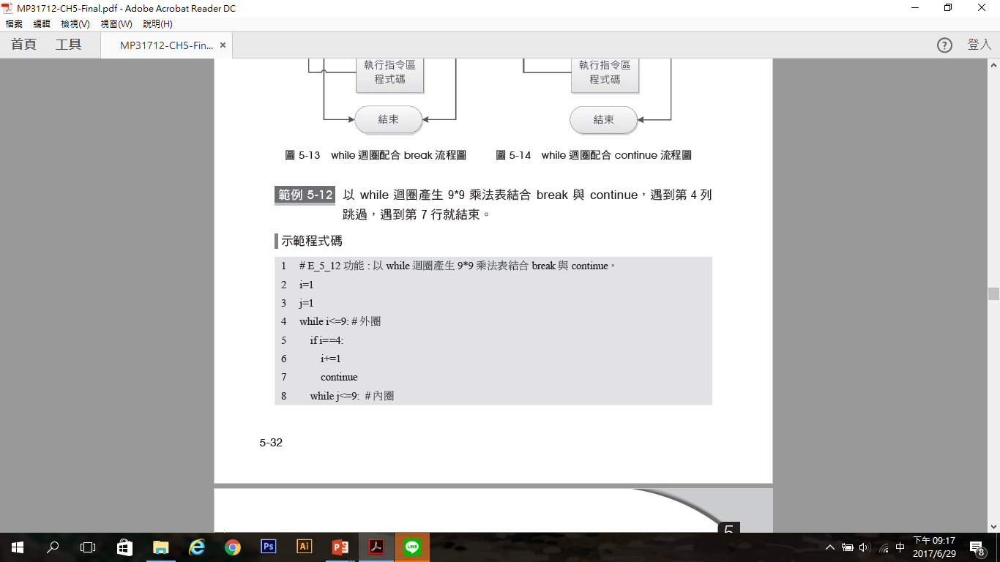 MP31712-CH5-Final.pdf - Adobe Acrobat Reader DC
檔案 編輯 檢視(V) 視窗(W) 說明(H)
首頁 工具 MP31712-CH5-Fin... × ? 登入
執行指令區 執行指令區
程式碼 程式碼
結束 結束
圖 5-13 while 迴圈配合 break 流程圖 圖 5-14 while 迴圈配合 continue 流程圖
範例 5-12 以 while 迴圈產生 9*9 乘法表結合 break 與 continue，遇到第 4 列
跳過，遇到第 7 行就結束。
示範程式碼
1 # E_5_12 功能 : 以 while 迴圈產生 9*9 乘法表結合 break 與 continue。
2 i=1
3 j=1
4 while i<=9: # 外圈
5 if i==4:
6 i+=1
7 continue
8 while j<=9: # 內圈
5-32
5
Ps Ai LINE 中 下午 09:17
2017/6/29 8